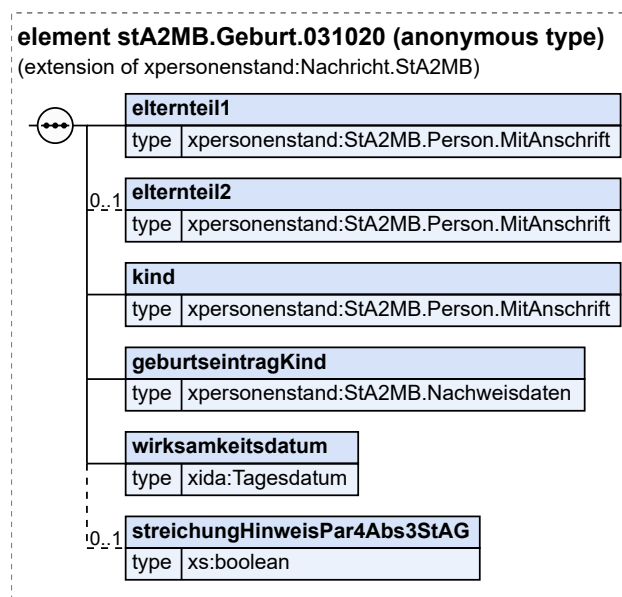 element stA2MB.Geburt.031020 (anonymous type)
(extension of xpersonenstand:Nachricht.StA2MB)
elternteil1
type xpersonenstand:StA2MB.Person.MitAnschrift
0..1 elternteil2
type xpersonenstand:StA2MB.Person.MitAnschrift
kind
type xpersonenstand:StA2MB.Person.MitAnschrift
geburtseintragKind
type xpersonenstand:StA2MB.Nachweisdaten
wirksamkeitsdatum
type xida:Tagesdatum
0..1 streichungHinweisPar4Abs3StAG
type xs:boolean